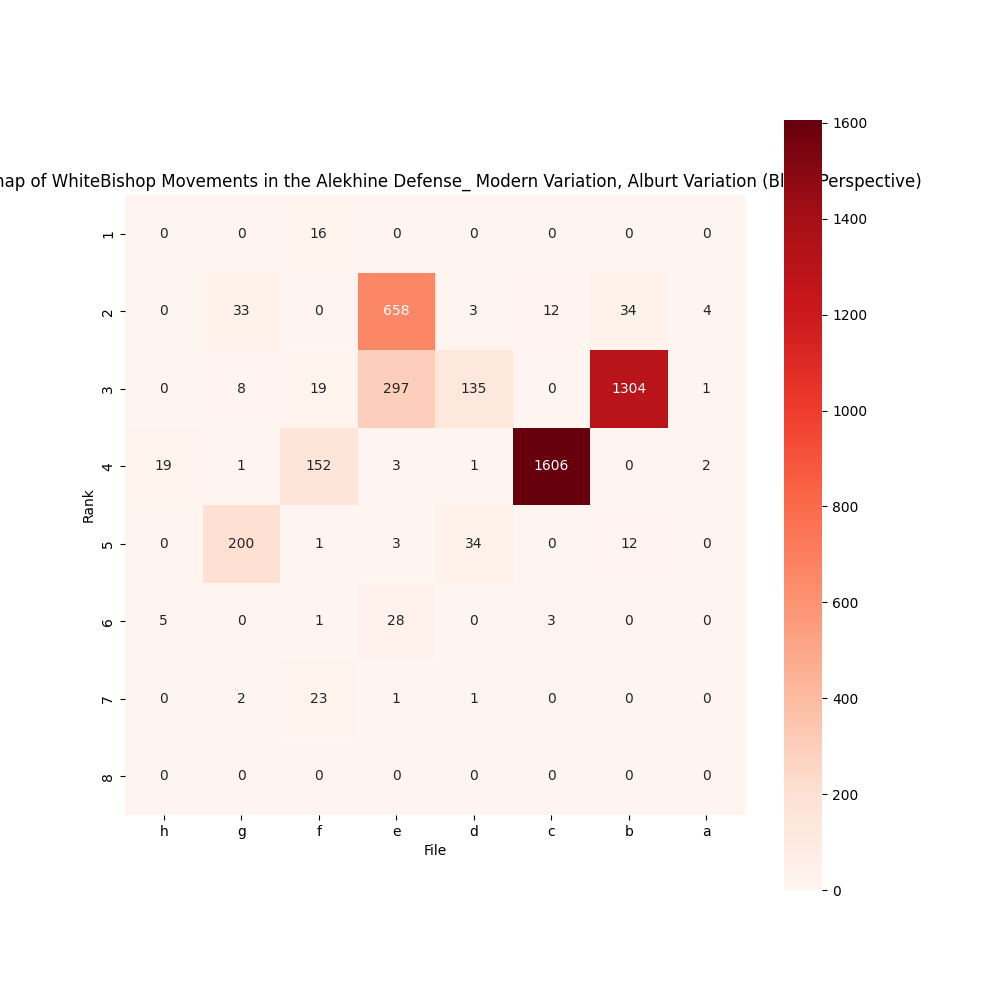 map of WhiteBishop Movements in the Alekhine Defense_ Modern Variation, Alburt Variation (Bl Perspective)
1600
1400
1200
1000
800
600
400
200
0
Rank
1 0 0 16 0 0 0 0 0
2 0 33 0 658 3 12 34 4
3 0 8 19 297 135 0 1304 1
4 19 1 152 3 1 1606 0 2
5 0 200 1 3 34 0 12 0
6 5 0 1 28 0 3 0 0
7 0 2 23 1 1 0 0 0
8 0 0 0 0 0 0 0 0
h g f e d c b a
File